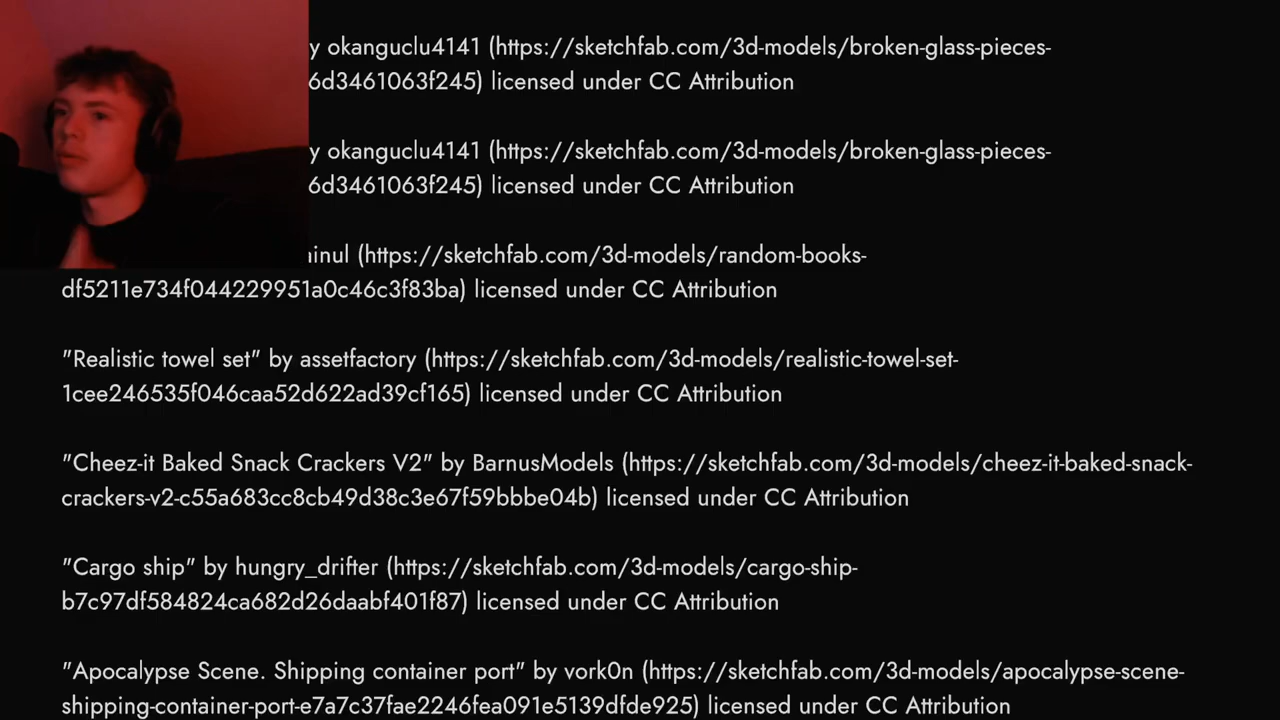 y okanguclu4141 (https://sketchfab.com/3d-models/broken-glass-pieces-
6d3461063f245) licensed under CC Attribution
y okanguclu4141 (https://sketchfab.com/3d-models/broken-glass-pieces-
6d3461063f245) licensed under CC Attribution
ainul (https://sketchfab.com/3d-models/random-books-
df5211e734f044229951a0c46c3f83ba) licensed under CC Attribution
"Realistic towel set" by assetfactory (https://sketchfab.com/3d-models/realistic-towel-set-
1cee246535f046caa52d622ad39cf165) licensed under CC Attribution
"Cheez-it Baked Snack Crackers V2" by BarnusModels (https://sketchfab.com/3d-models/cheez-it-baked-snack-
crackers-v2-c55a683cc8cb49d38c3e67f59bbbe04b) licensed under CC Attribution
"Cargo ship" by hungry_drifter (https://sketchfab.com/3d-models/cargo-ship-
b7c97df584824ca682d26daabf401f87) licensed under CC Attribution
"Apocalypse Scene. Shipping container port" by vork0n (https://sketchfab.com/3d-models/apocalypse-scene-
shipping-container-port-e7a7c37fae2246fea091e5139dfde925) licensed under CC Attribution